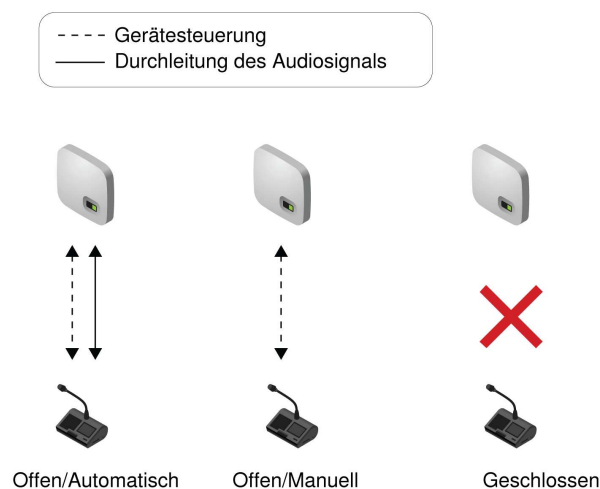 Gerätesteuerung
Durchleitung des Audiosignals
Offen/Automatisch
Offen/Manuell
Geschlossen